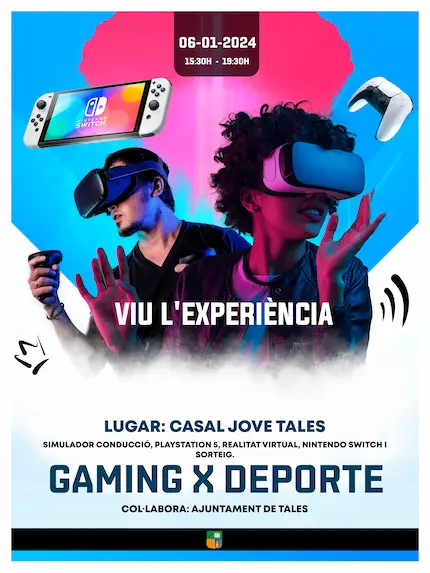 06-01-2024
15:30H - 19:30H
NINTENDO
SWITCH
VIU L'EXPERIÈNCIA
LUGAR: CASAL JOVE TALES
SIMULADOR CONDUCCIÓ, PLAYSTATION 5, REALITAT VIRTUAL, NINTENDO SWITCH I
SORTEIG.
GAMING X DEPORTE
COL·LABORA: AJUNTAMENT DE TALES